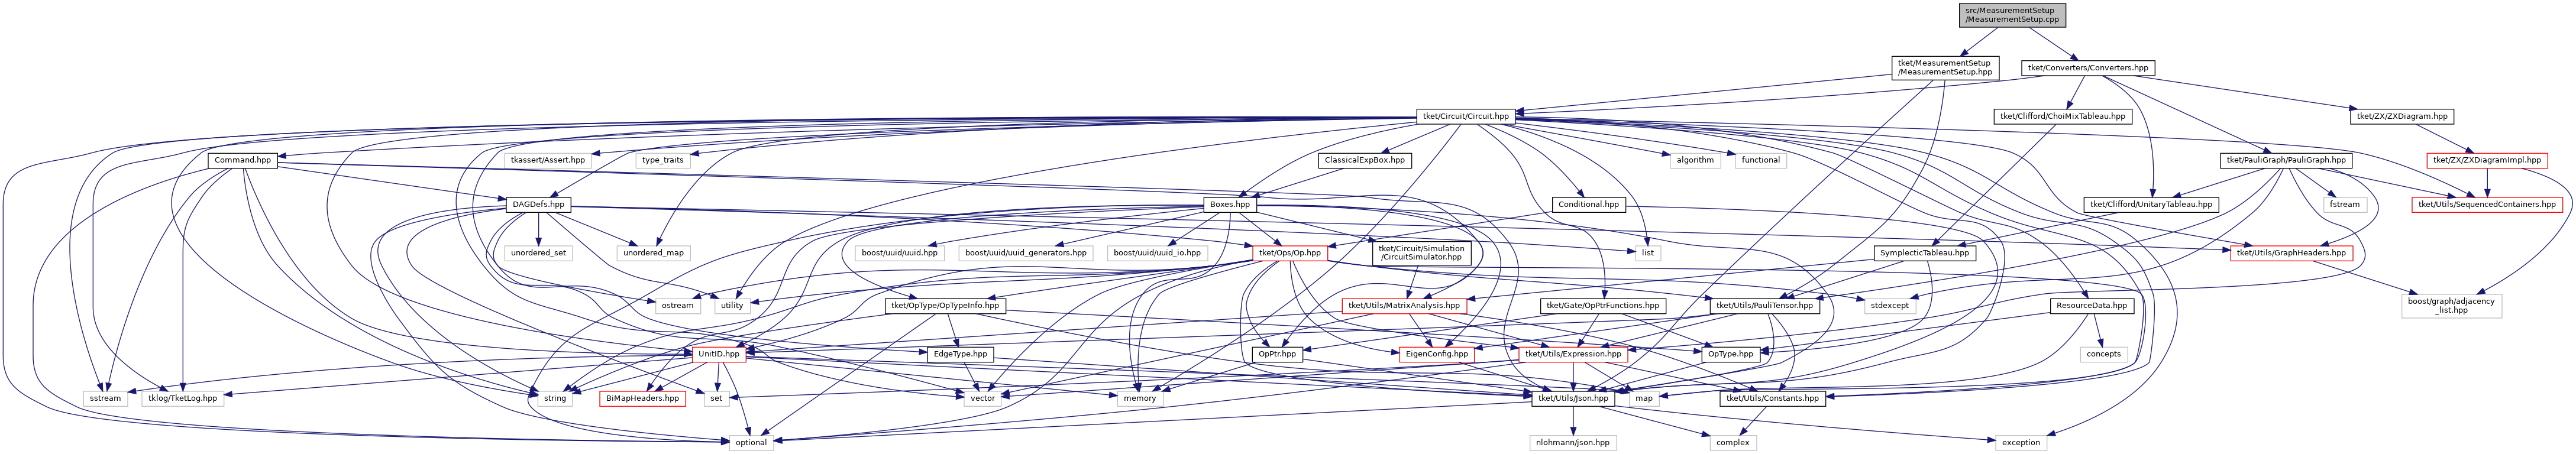 src/MeasurementSetup
/MeasurementSetup.cpp
tket/MeasurementSetup
/MeasurementSetup.hpp
tket/Converters/Converters.hpp
tket/Circuit/Circuit.hpp
tket/Clifford/ChoiMixTableau.hpp
tket/ZX/ZXDiagram.hpp
Command.hpp
tkassert/Assert.hpp
type_traits
ClassicalExpBox.hpp
algorithm
functional
tket/PauliGraph/PauliGraph.hpp
tket/ZX/ZXDiagramImpl.hpp
DAGDefs.hpp
Boxes.hpp
Conditional.hpp
tket/Clifford/UnitaryTableau.hpp
fstream
tket/Utils/SequencedContainers.hpp
unordered_set
unordered_map
boost/uuid/uuid.hpp
boost/uuid/uuid_generators.hpp
boost/uuid/uuid_io.hpp
tket/Ops/Op.hpp
tket/Circuit/Simulation
/CircuitSimulator.hpp
list
SymplecticTableau.hpp
tket/Utils/GraphHeaders.hpp
ostream
utility
tket/OpType/OpTypeInfo.hpp
tket/Utils/MatrixAnalysis.hpp
tket/Gate/OpPtrFunctions.hpp
tket/Utils/PauliTensor.hpp
stdexcept
ResourceData.hpp
boost/graph/adjacency
_list.hpp
UnitID.hpp
EdgeType.hpp
OpPtr.hpp
EigenConfig.hpp
tket/Utils/Expression.hpp
OpType.hpp
concepts
sstream
tklog/TketLog.hpp
string
BiMapHeaders.hpp
set
vector
memory
tket/Utils/Json.hpp
map
tket/Utils/Constants.hpp
optional
nlohmann/json.hpp
complex
exception